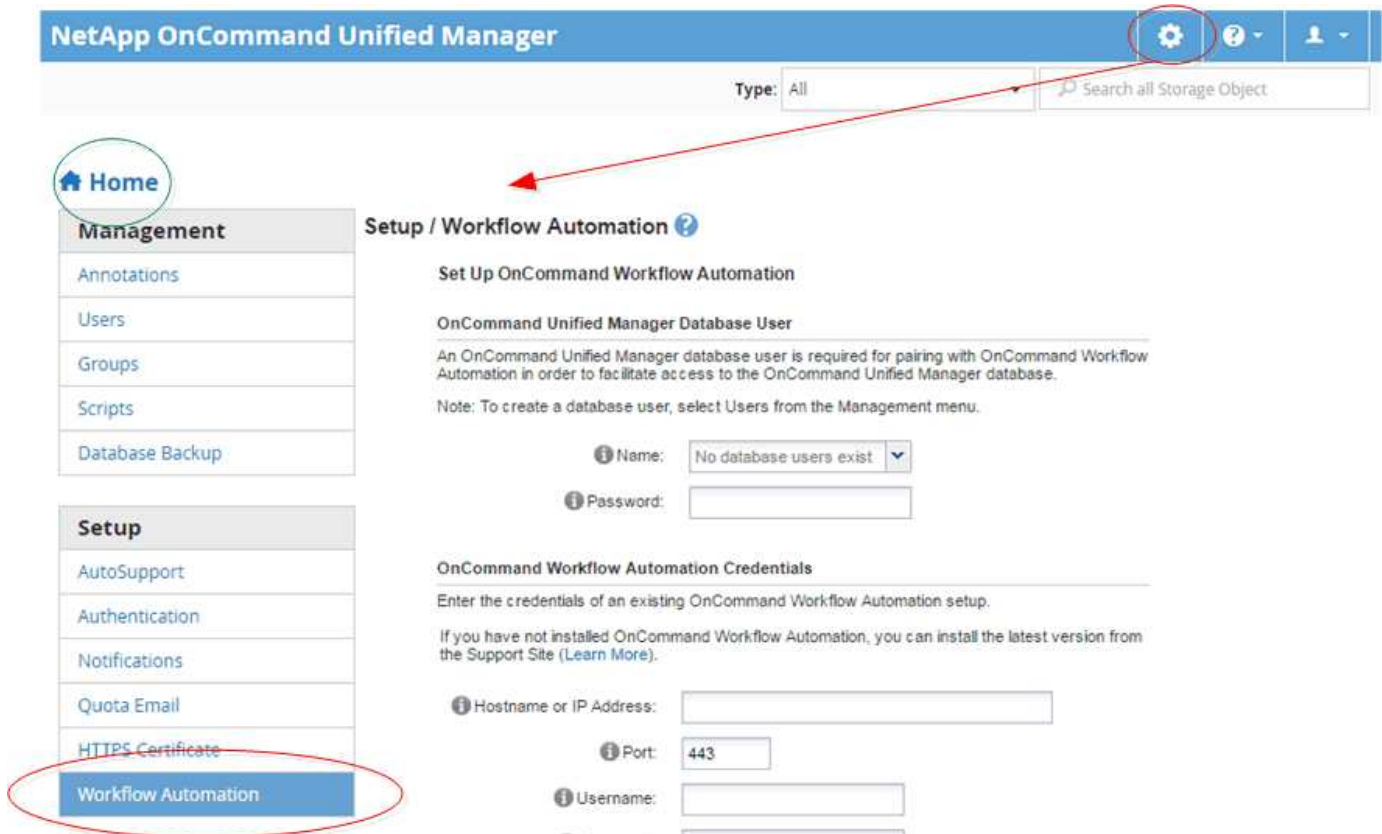 NetApp OnCommand Unified Manager
Type: All
Search all Storage Object
Home
Management
Annotations
Users
Groups
Scripts
Database Backup
Setup
AutoSupport
Authentication
Notifications
Quota Email
HTTPS Certificate
Workflow Automation
Setup / Workflow Automation
Set Up OnCommand Workflow Automation
OnCommand Unified Manager Database User
An OnCommand Unified Manager database user is required for pairing with OnCommand Workflow
Automation in order to facilitate access to the OnCommand Unified Manager database.
Note: To create a database user, select Users from the Management menu.
Name: No database users exist
Password:
OnCommand Workflow Automation Credentials
Enter the credentials of an existing OnCommand Workflow Automation setup.
If you have not installed OnCommand Workflow Automation, you can install the latest version from
the Support Site (Learn More).
Hostname or IP Address:
Port: 443
Username: